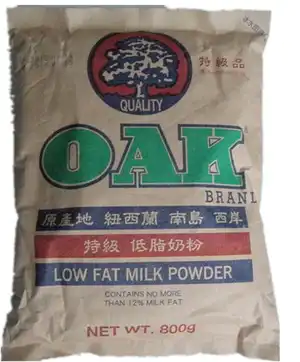 特級品
QUALITY
OAK
BRAND
原產地 紐西蘭 南島 西岸
特級 低脂奶粉
LOW FAT MILK POWDER
CONTAINS NO MORE
THAN 12% MILK FAT
NET WT. 800g